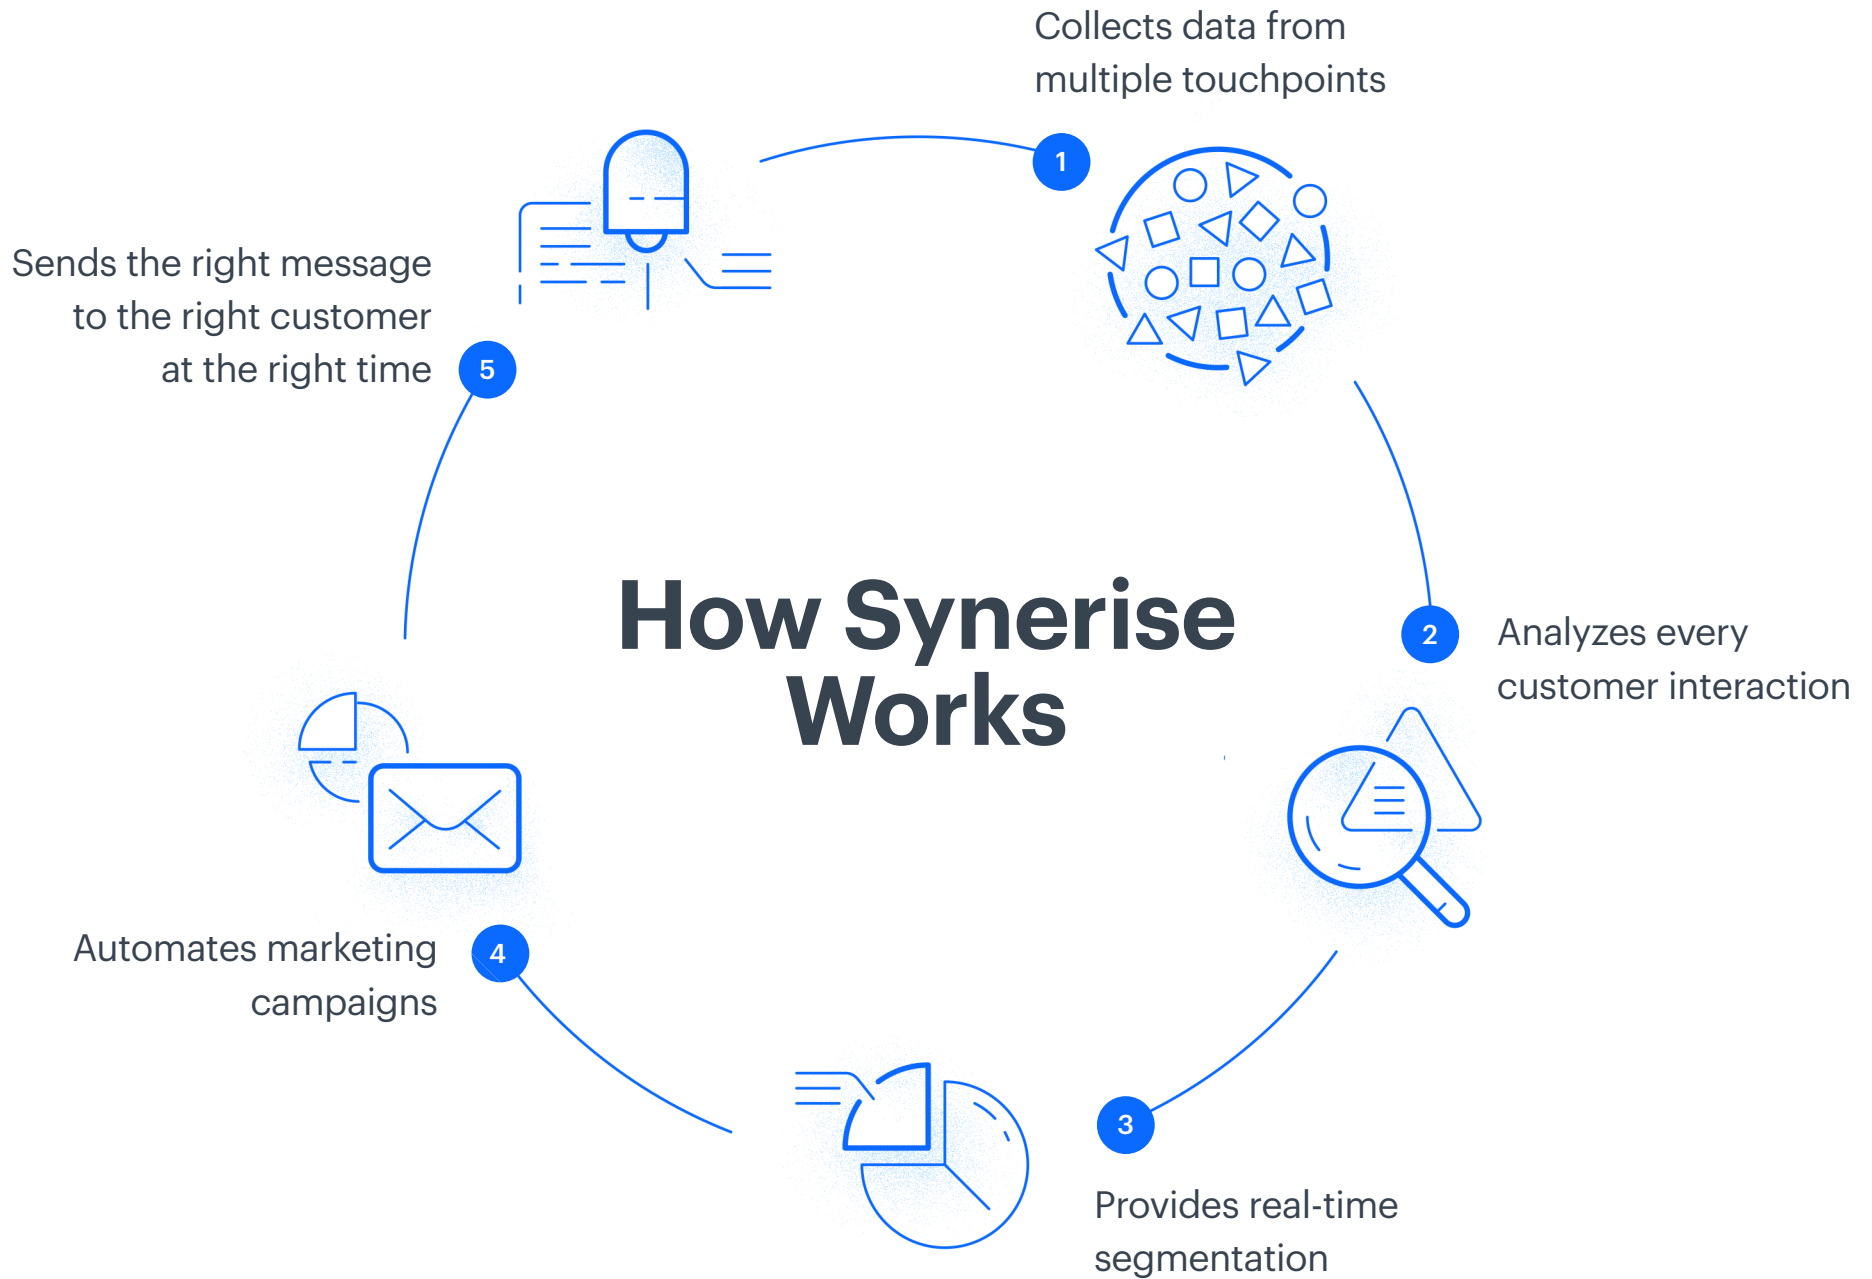 How Synerise
Works
1
Collects data from
multiple touchpoints
2
Analyzes every
customer interaction
3
Provides real-time
segmentation
4
Automates marketing
campaigns
5
Sends the right message
to the right customer
at the right time